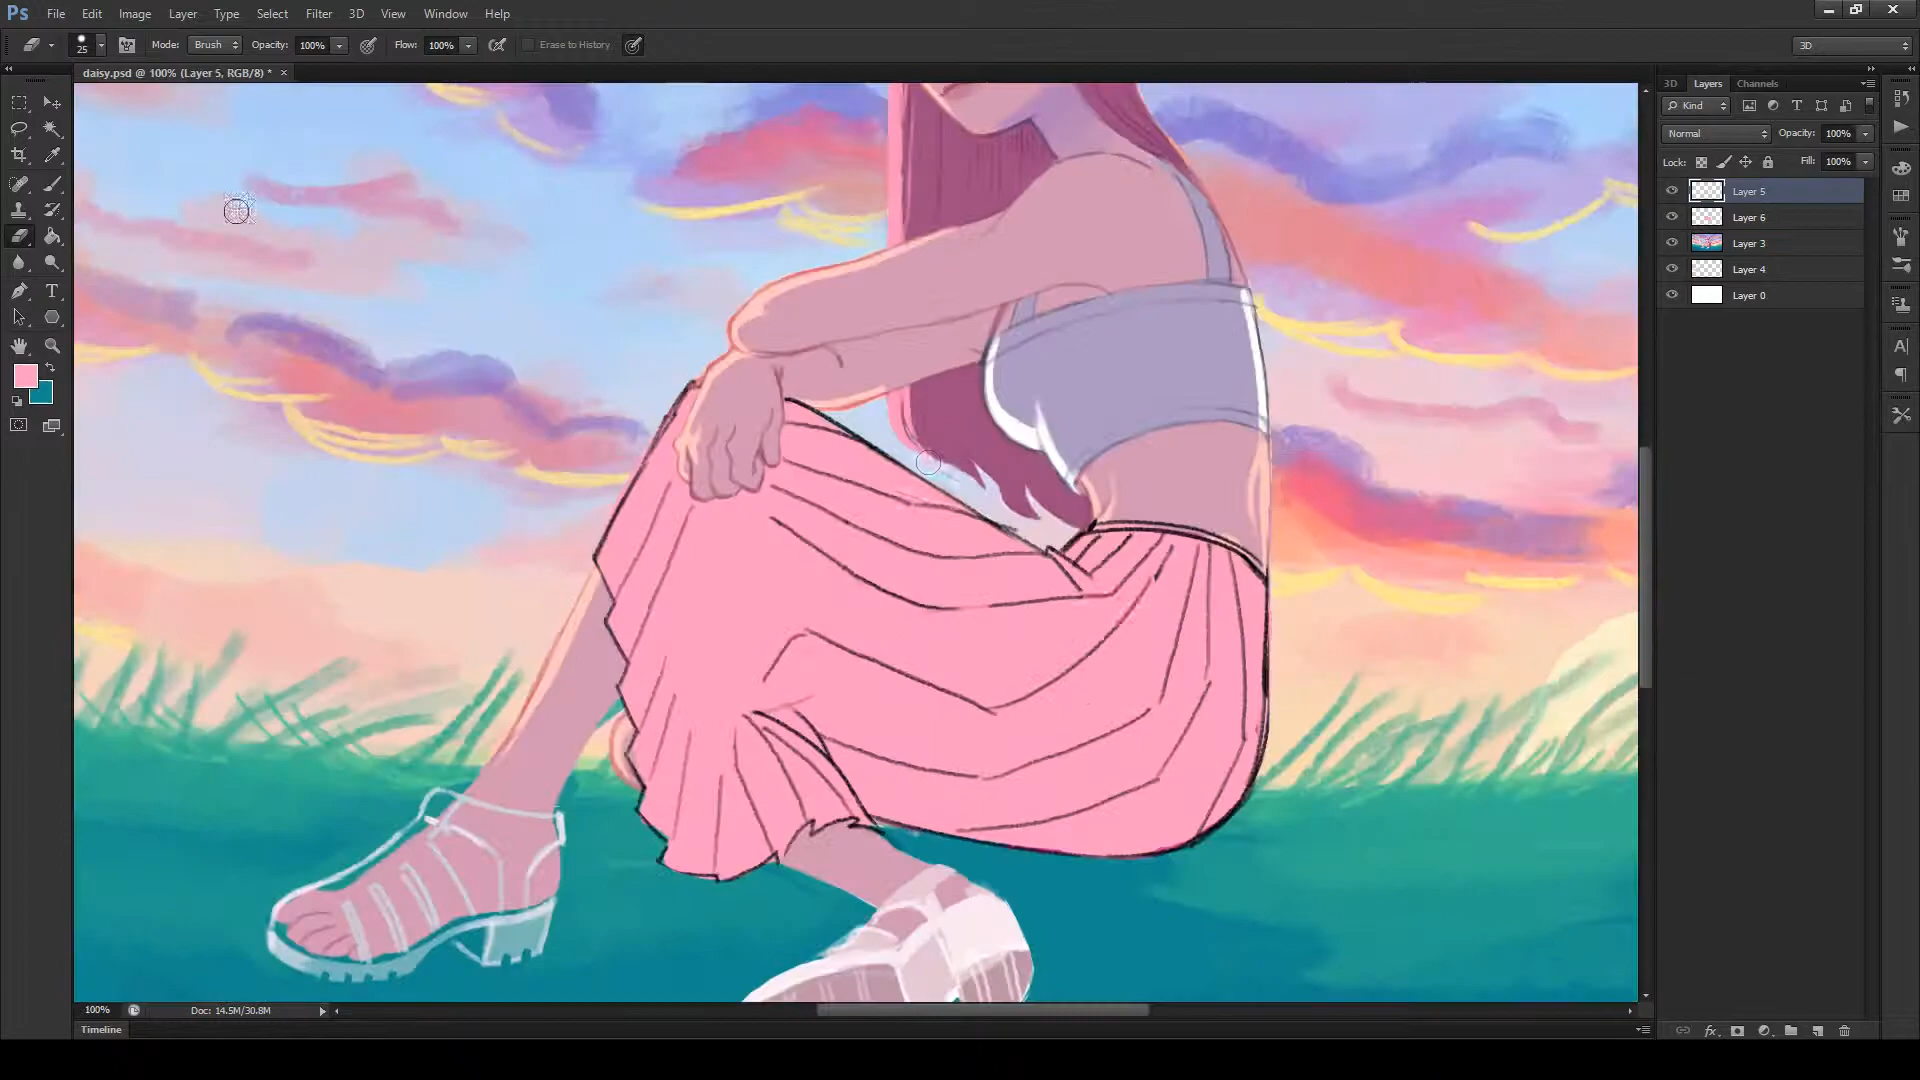 Ps File Edit Image Layer Type Select Filter 3D View Window Help
25 Mode: Brush Opacity: 100% Flow: 100% Erase to History 3D
daisy.psd @ 100% (Layer 5, RGB/8) * ×
3D Layers Channels
Kind
Normal Opacity: 100%
Lock: Fill: 100%
Layer 5
Layer 6
Layer 3
Layer 4
Layer 0
100% Doc: 14.5M/30.8M
Timeline